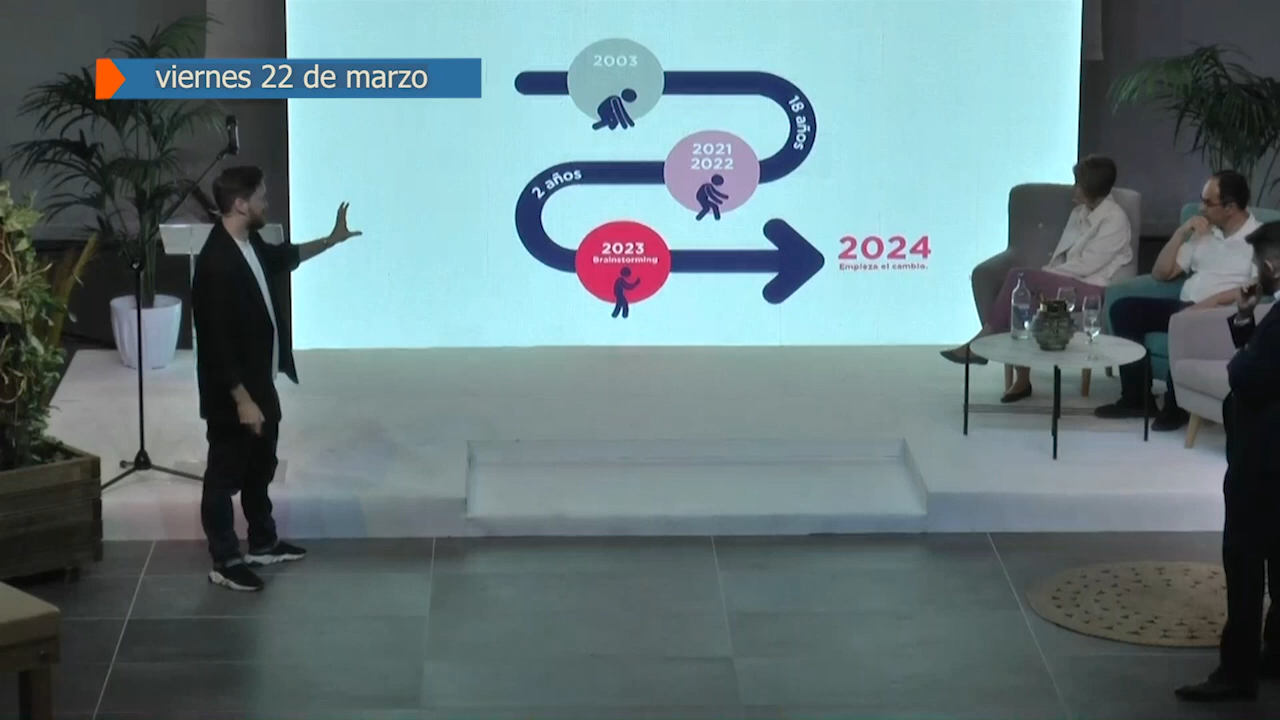 viernes 22 de marzo
2003
18 años
2021
2022
2 años
2023
Brainstorming
2024
Empieza el cambio.